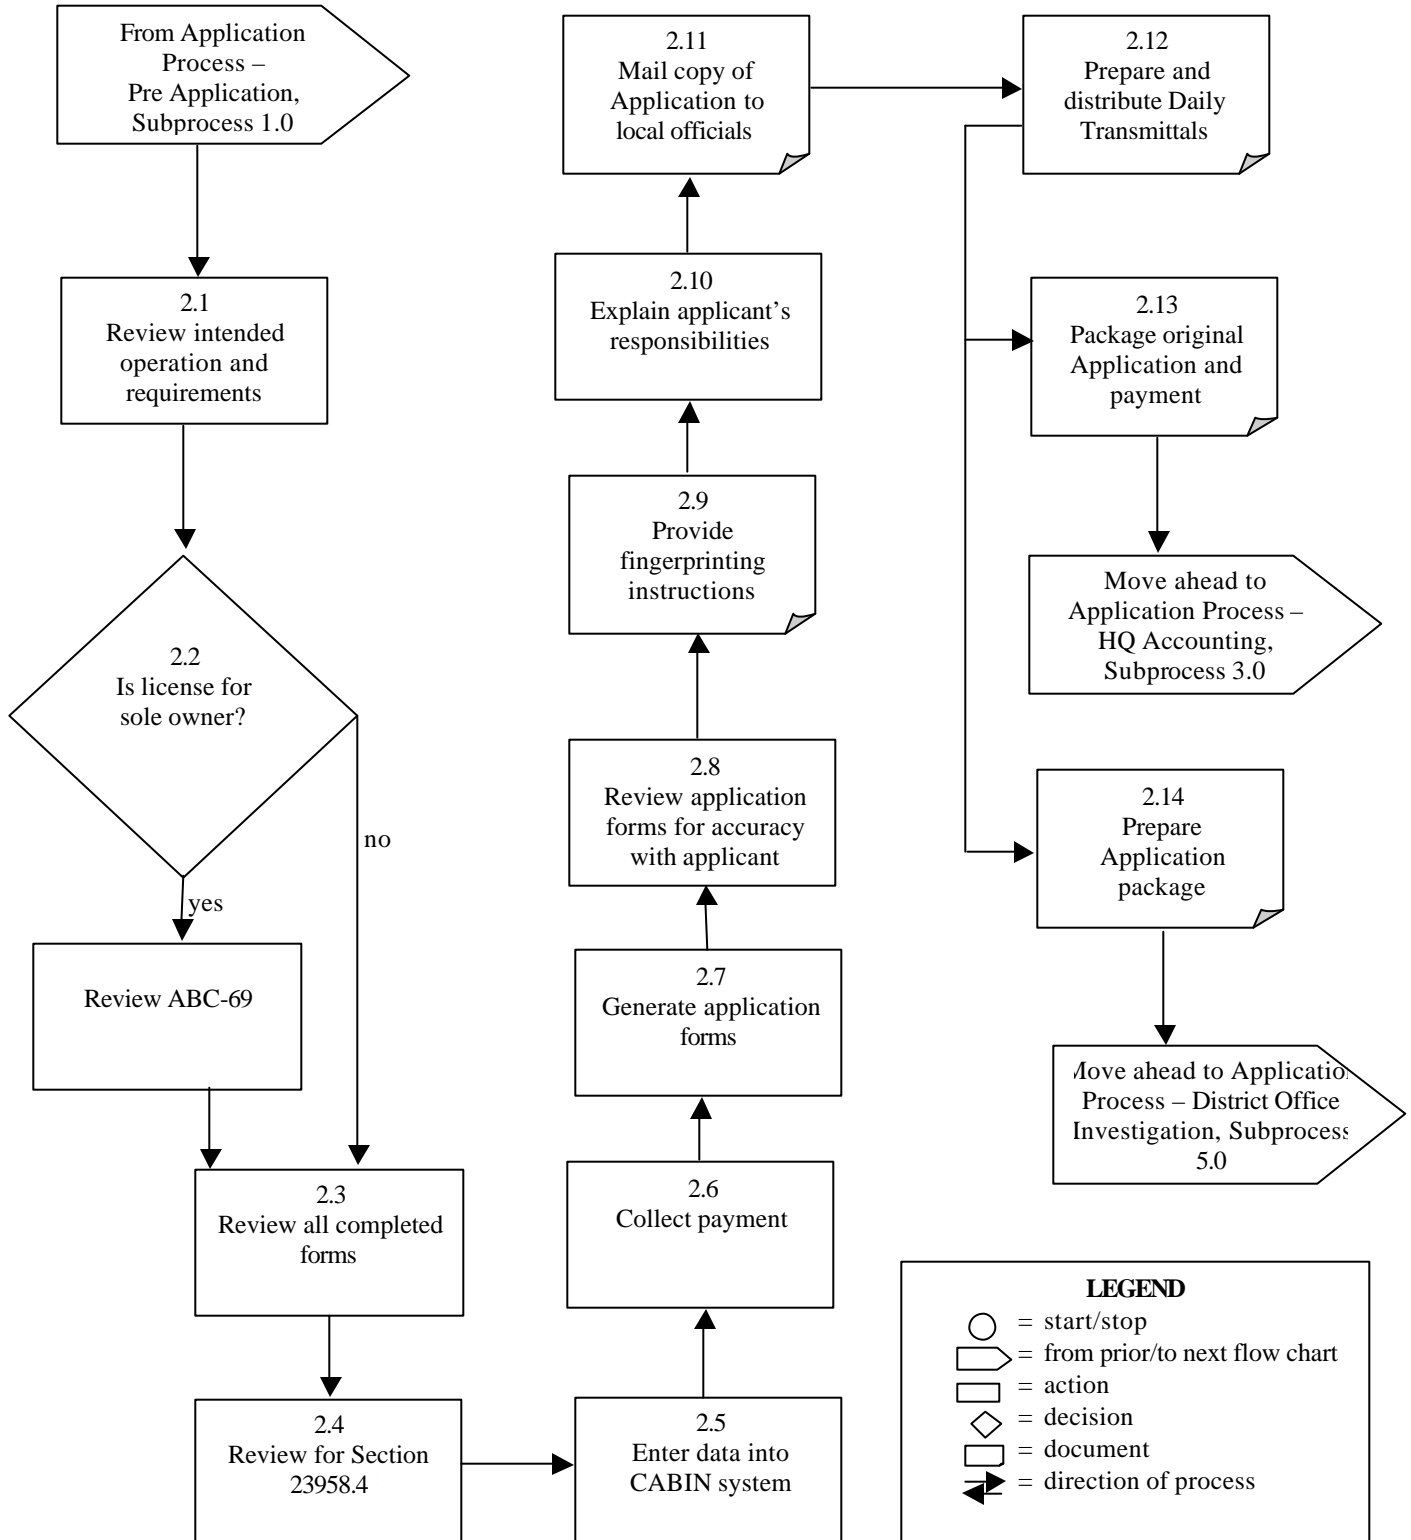 From Application
Process –
Pre Application,
Subprocess 1.0
2.1
Review intended
operation and
requirements
2.2
Is license for
sole owner?
no
yes
Review ABC-69
2.3
Review all completed
forms
2.4
Review for Section
23958.4
2.5
Enter data into
CABIN system
2.6
Collect payment
2.7
Generate application
forms
2.8
Review application
forms for accuracy
with applicant
2.9
Provide
fingerprinting
instructions
2.10
Explain applicant’s
responsibilities
2.11
Mail copy of
Application to
local officials
2.12
Prepare and
distribute Daily
Transmittals
2.13
Package original
Application and
payment
Move ahead to
Application Process –
HQ Accounting,
Subprocess 3.0
2.14
Prepare
Application
package
Move ahead to Application
Process – District Office
Investigation, Subprocess
5.0
LEGEND
= start/stop
= from prior/to next flow chart
= action
= decision
= document
= direction of process